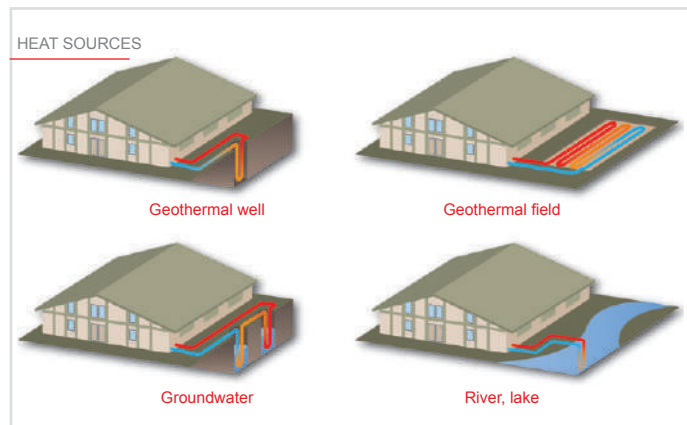 HEAT SOURCES
Geothermal well
Geothermal field
Groundwater
River, lake